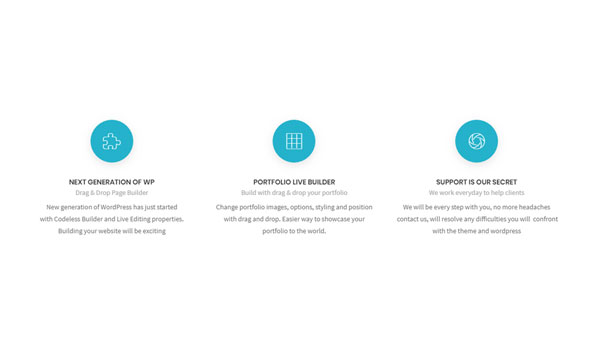 NEXT GENERATION OF WP
Drag & Drop Page Builder
New generation of WordPress has just started
with Codeless Builder and Live Editing properties.
Building your website will be exciting
PORTFOLIO LIVE BUILDER
Build with drag & drop your portfolio
Change portfolio images, options, styling and position
with drag and drop. Easier way to showcase your
portfolio to the world.
SUPPORT IS OUR SECRET
We work everyday to help clients
We will be every step with you, no more headaches
contact us, will resolve any difficulties you will confront
with the theme and wordpress